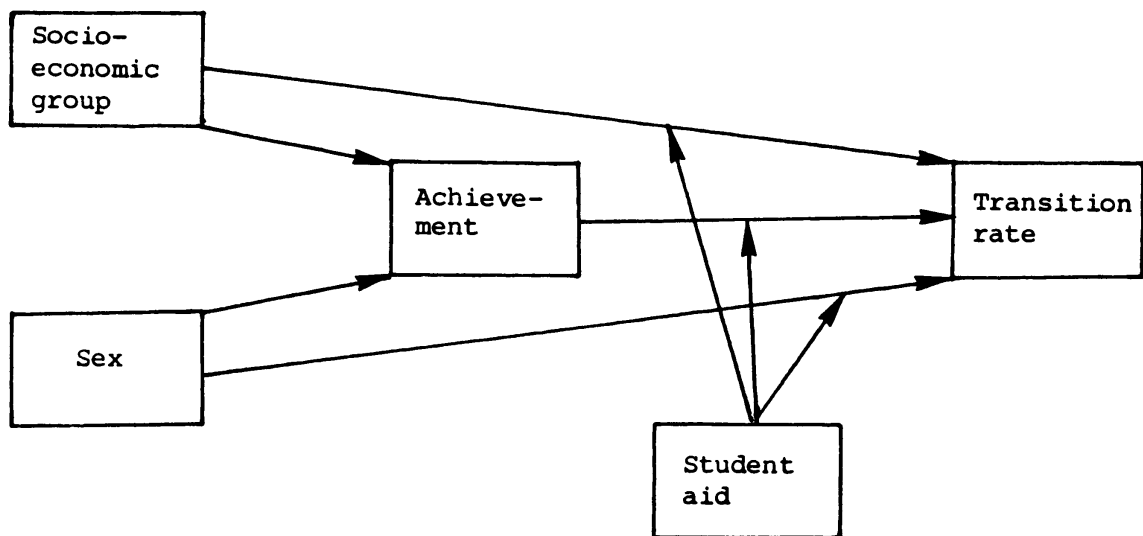 Socio-
economic
group
Achieve-
ment
Transition
rate
Sex
Student
aid